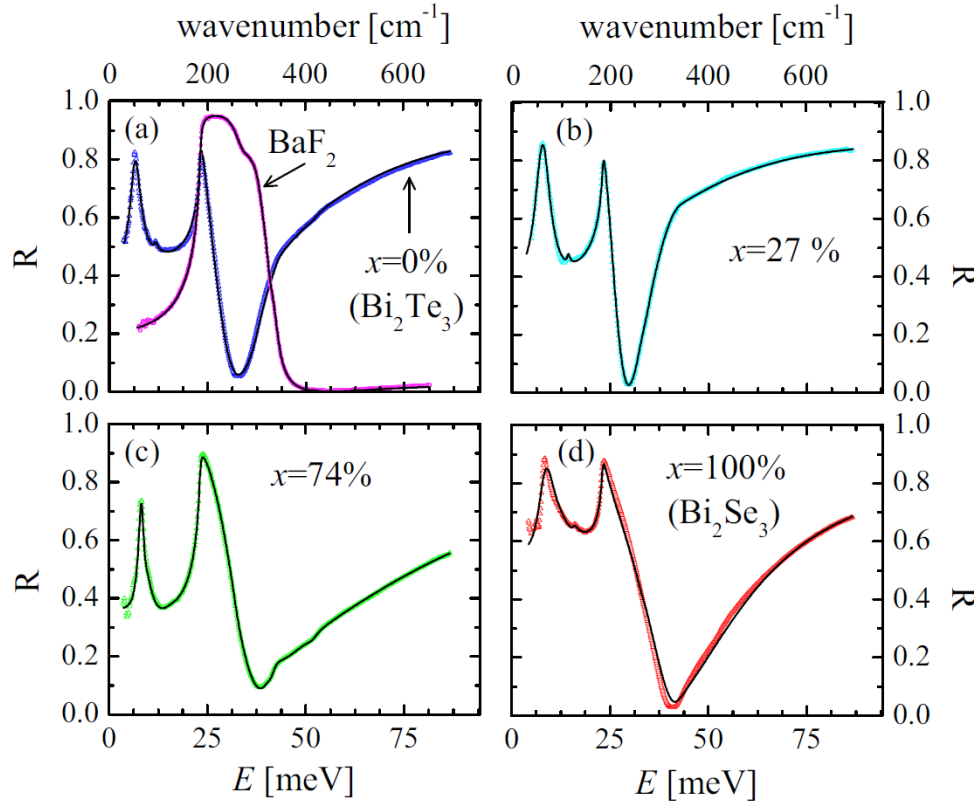 wavenumber [cm⁻¹] wavenumber [cm⁻¹]
0 200 400 600 0 200 400 600
1.0 1.0
(a) (b)
BaF₂
0.8 0.8
0.6 0.6
R R
x=0% x=27 %
0.4 0.4
(Bi₂Te₃)
0.2 0.2
0.0 0.0
1.0 1.0
(c) (d)
x=74% x=100%
0.8 0.8
(Bi₂Se₃)
0.6 0.6
R R
0.4 0.4
0.2 0.2
0.0 0.0
0 25 50 75 0 25 50 75
E [meV] E [meV]